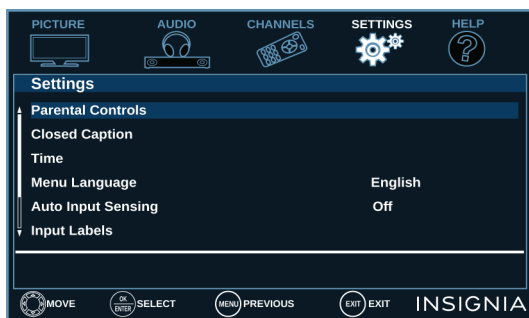 PICTURE AUDIO CHANNELS SETTINGS HELP
Settings
Parental Controls
Closed Caption
Time
Menu Language English
Auto Input Sensing Off
Input Labels
MOVE OK ENTER SELECT MENU PREVIOUS EXIT EXIT INSIGNIA